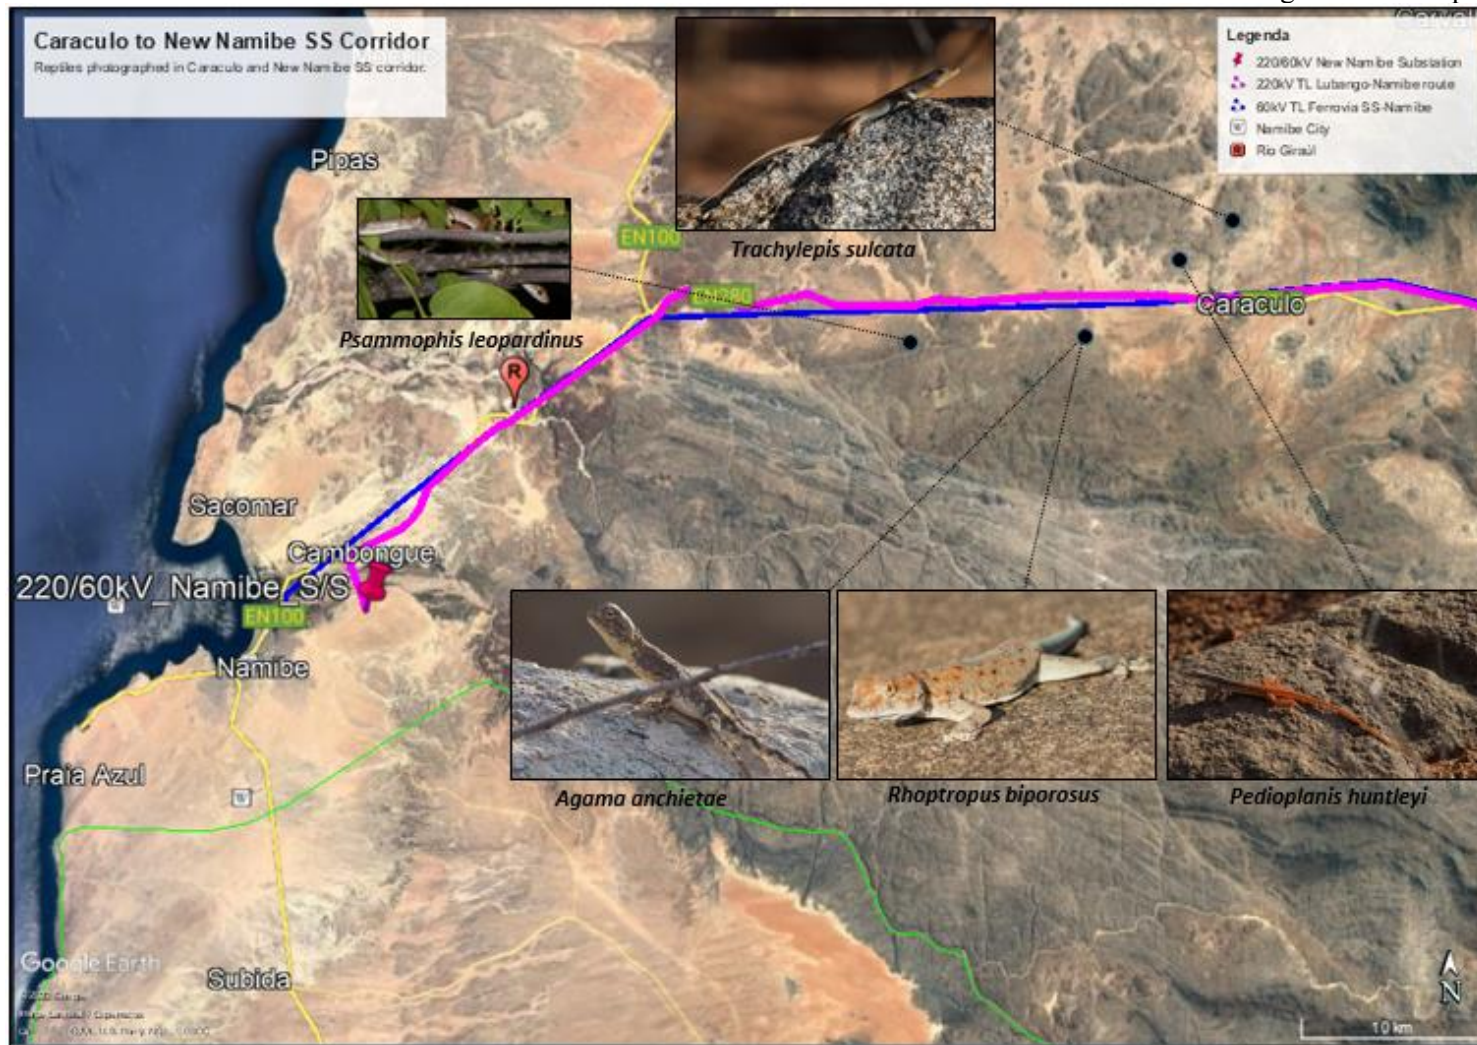 Caraculo to New Namibe SS Corridor
Reptiles photographed in Caraculo and New Namibe SS corridor.
Legenda
220/60kV New Namibe Substation
220kV TL Lubango-Namibe route
60kV TL Ferrovia SS-Namibe
Namibe City
Rio Giraúl
Pipas
EN100
Trachylepis sulcata
EN280
Caraculo
Psammophis leopardinus
R
Sacomar
Cambongue
220/60kV_Namibe_S/S
EN100
Namibe
Praia Azul
Agama anchietae
Rhoptropus biporosus
Pedioplanis huntleyi
Google Earth
Subida
N
10 km